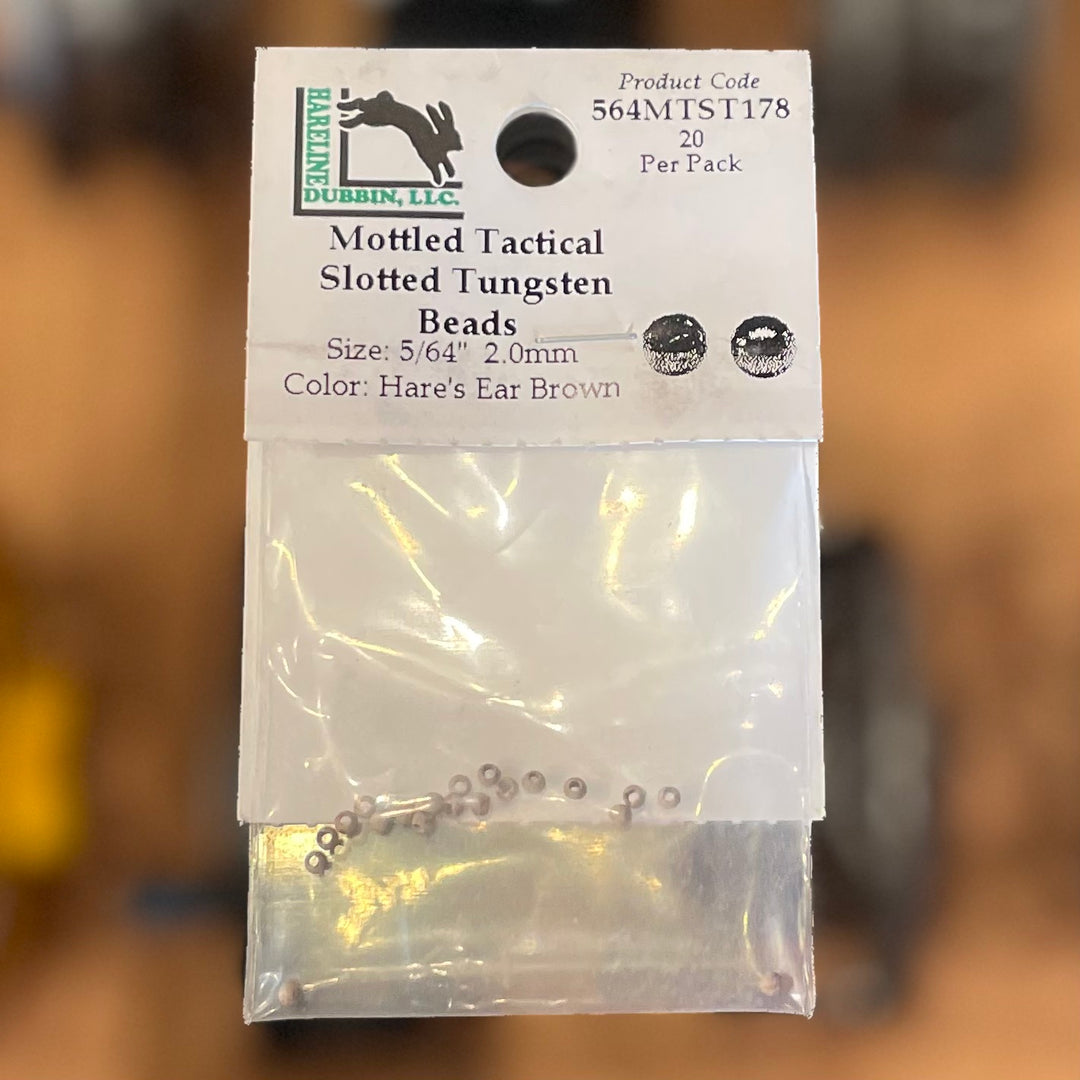 HARELINE
DUBBIN, LLC.
Product Code
564MTST178
20
Per Pack
Mottled Tactical
Slotted Tungsten
Beads
Size: 5/64" 2.0mm
Color: Hare's Ear Brown